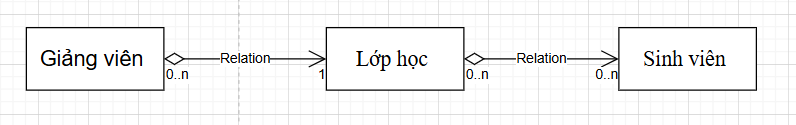 Giảng viên
0..n
Relation
1
Lớp học
0..n
Relation
0..n
Sinh viên